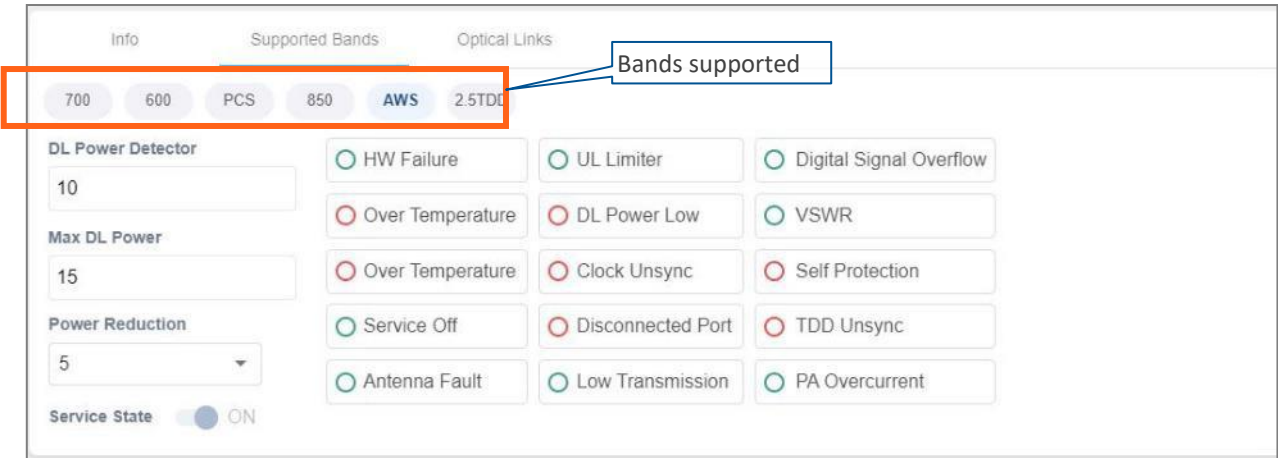 Info Supported Bands Optical Links
Bands supported
700 600 PCS 850 AWS 2.5TDD
DL Power Detector
10
Max DL Power
15
Power Reduction
5
Service State ON
HW Failure UL Limiter Digital Signal Overflow
Over Temperature DL Power Low VSWR
Over Temperature Clock Unsync Self Protection
Service Off Disconnected Port TDD Unsync
Antenna Fault Low Transmission PA Overcurrent